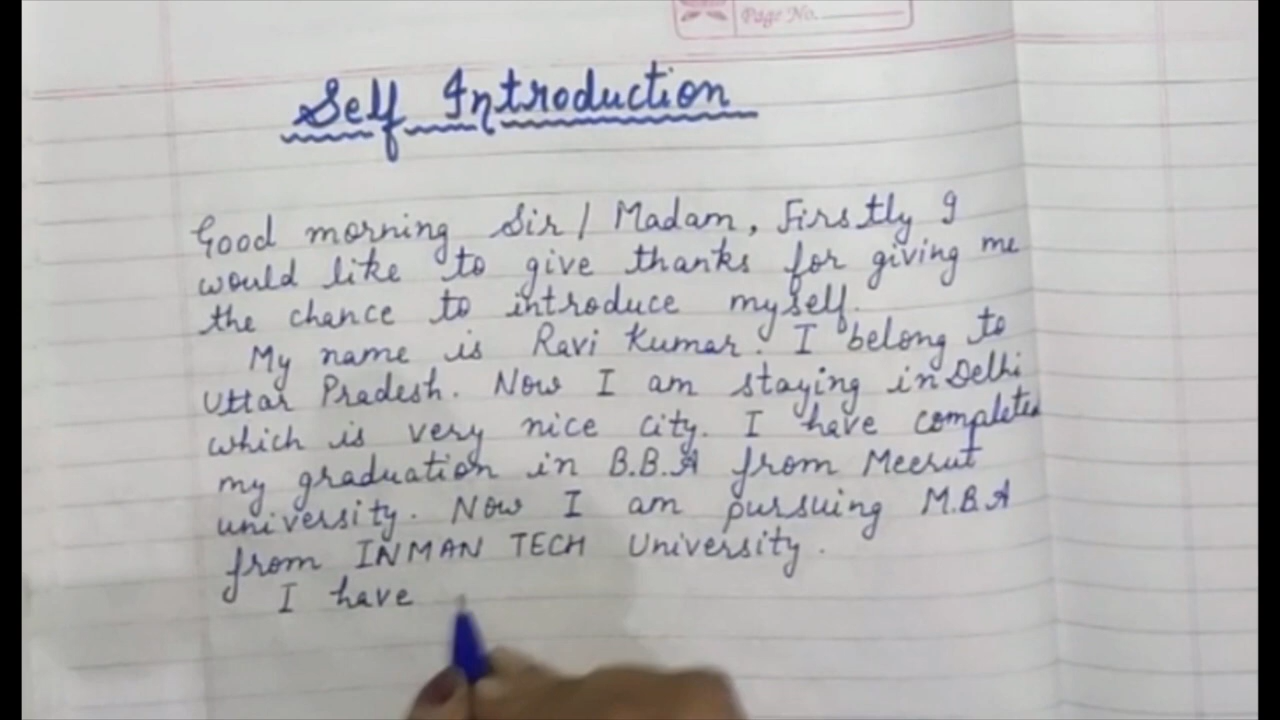 Page No.
Self Introduction
Good morning Sir / Madam, Firstly I
would like to give thanks for giving me
the chance to introduce myself.
My name is Ravi Kumar. I belong to
Uttar Pradesh. Now I am staying in Delhi
which is very nice city. I have completed
my graduation in B.B.A from Meerut
university. Now I am pursuing M.B.A
from INMAN TECH University.
I have